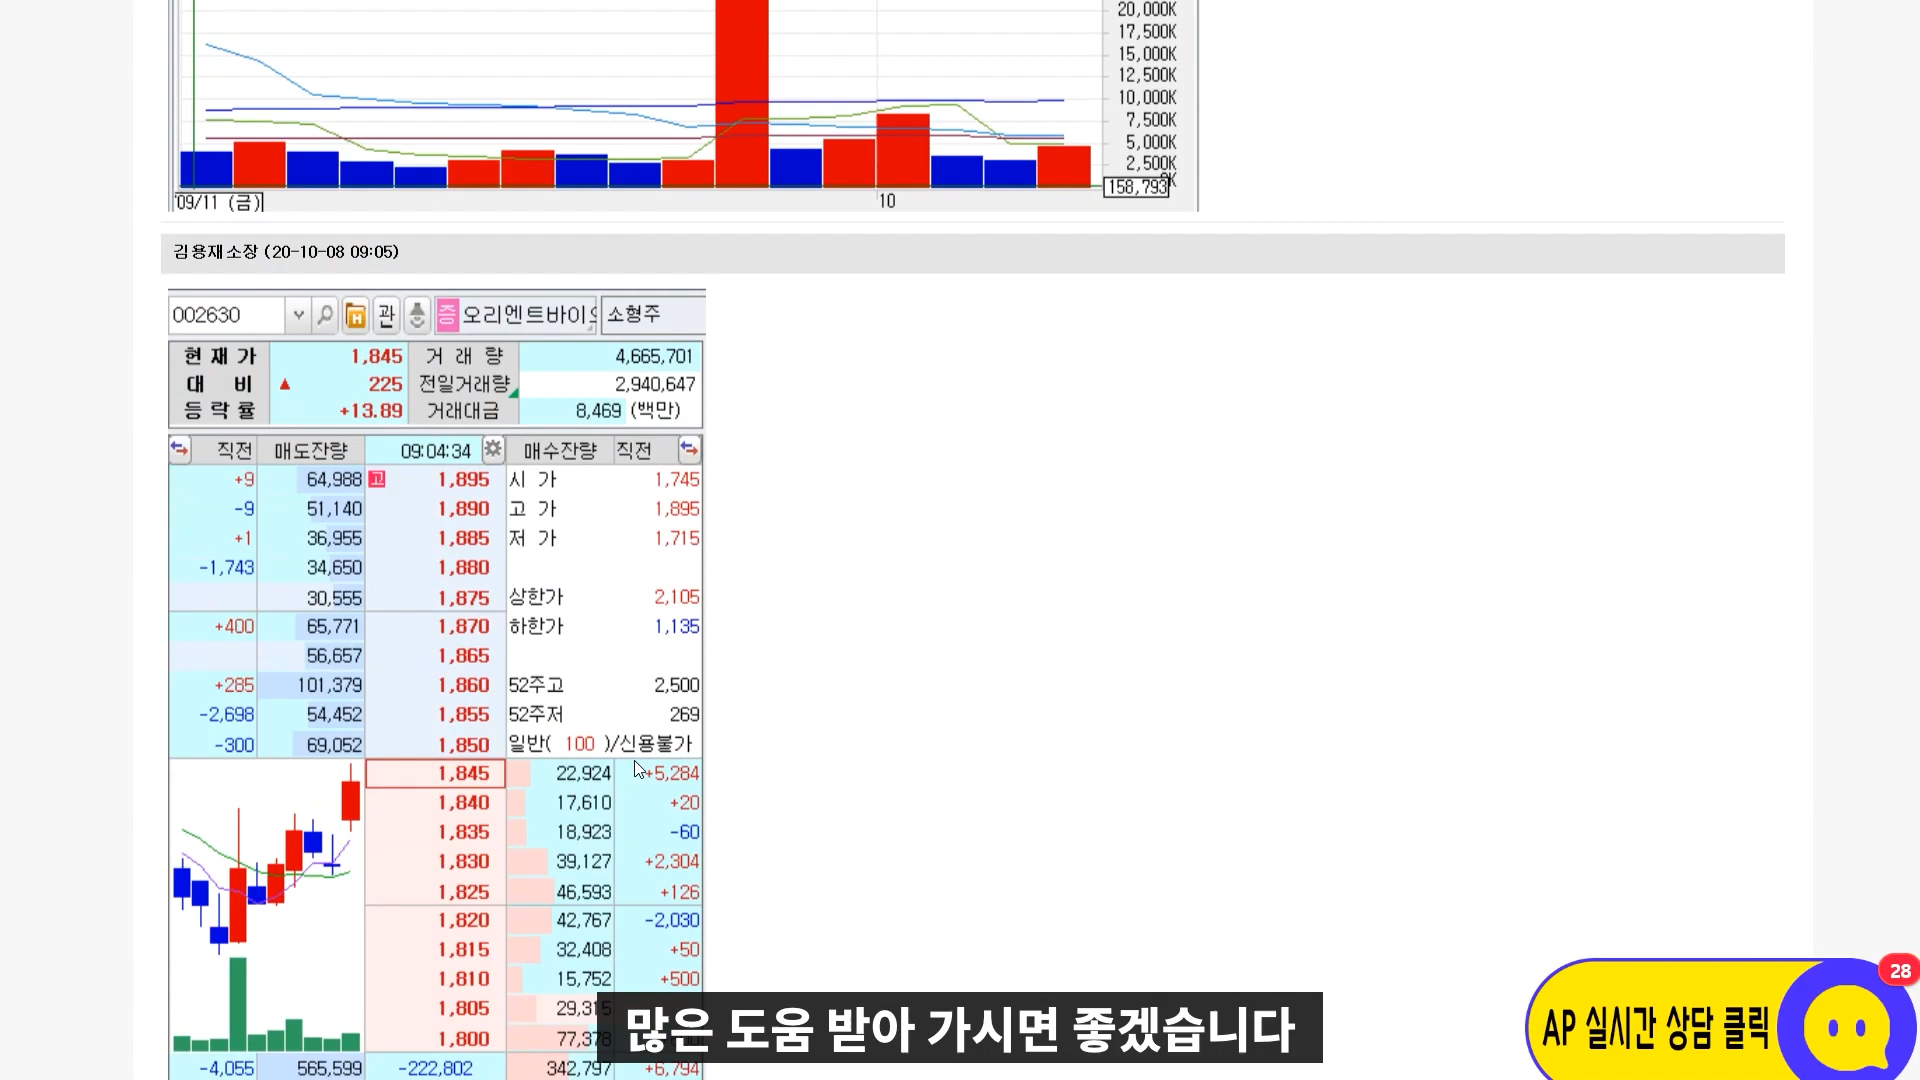 20,000K
17,500K
15,000K
12,500K
10,000K
7,500K
5,000K
2,500K
158,793
'09/11 (금)
10
김용재소장 (20-10-08 09:05)
002630 관 증 오리엔트바이오 소형주
현 재 가 1,845 거 래 량 4,665,701
대 비 ▲ 225 전일거래량 2,940,647
등 락 률 +13.89 거래대금 8,469 (백만)
직전 매도잔량 09:04:34 매수잔량 직전
+9 64,988 고 1,895 시 가 1,745
-9 51,140 1,890 고 가 1,895
+1 36,955 1,885 저 가 1,715
-1,743 34,650 1,880
30,555 1,875 상한가 2,105
+400 65,771 1,870 하한가 1,135
56,657 1,865
+285 101,379 1,860 52주고 2,500
-2,698 54,452 1,855 52주저 269
-300 69,052 1,850 일반( 100 )/신용불가
1,845 22,924 +5,284
1,840 17,610 +20
1,835 18,923 -60
1,830 39,127 +2,304
1,825 46,593 +126
1,820 42,767 -2,030
1,815 32,408 +50
1,810 15,752 +500
1,805 29,315
1,800 77,378
-4,055 565,599 -222,802 342,797 +6,794
많은 도움 받아 가시면 좋겠습니다
AP 실시간 상담 클릭
28